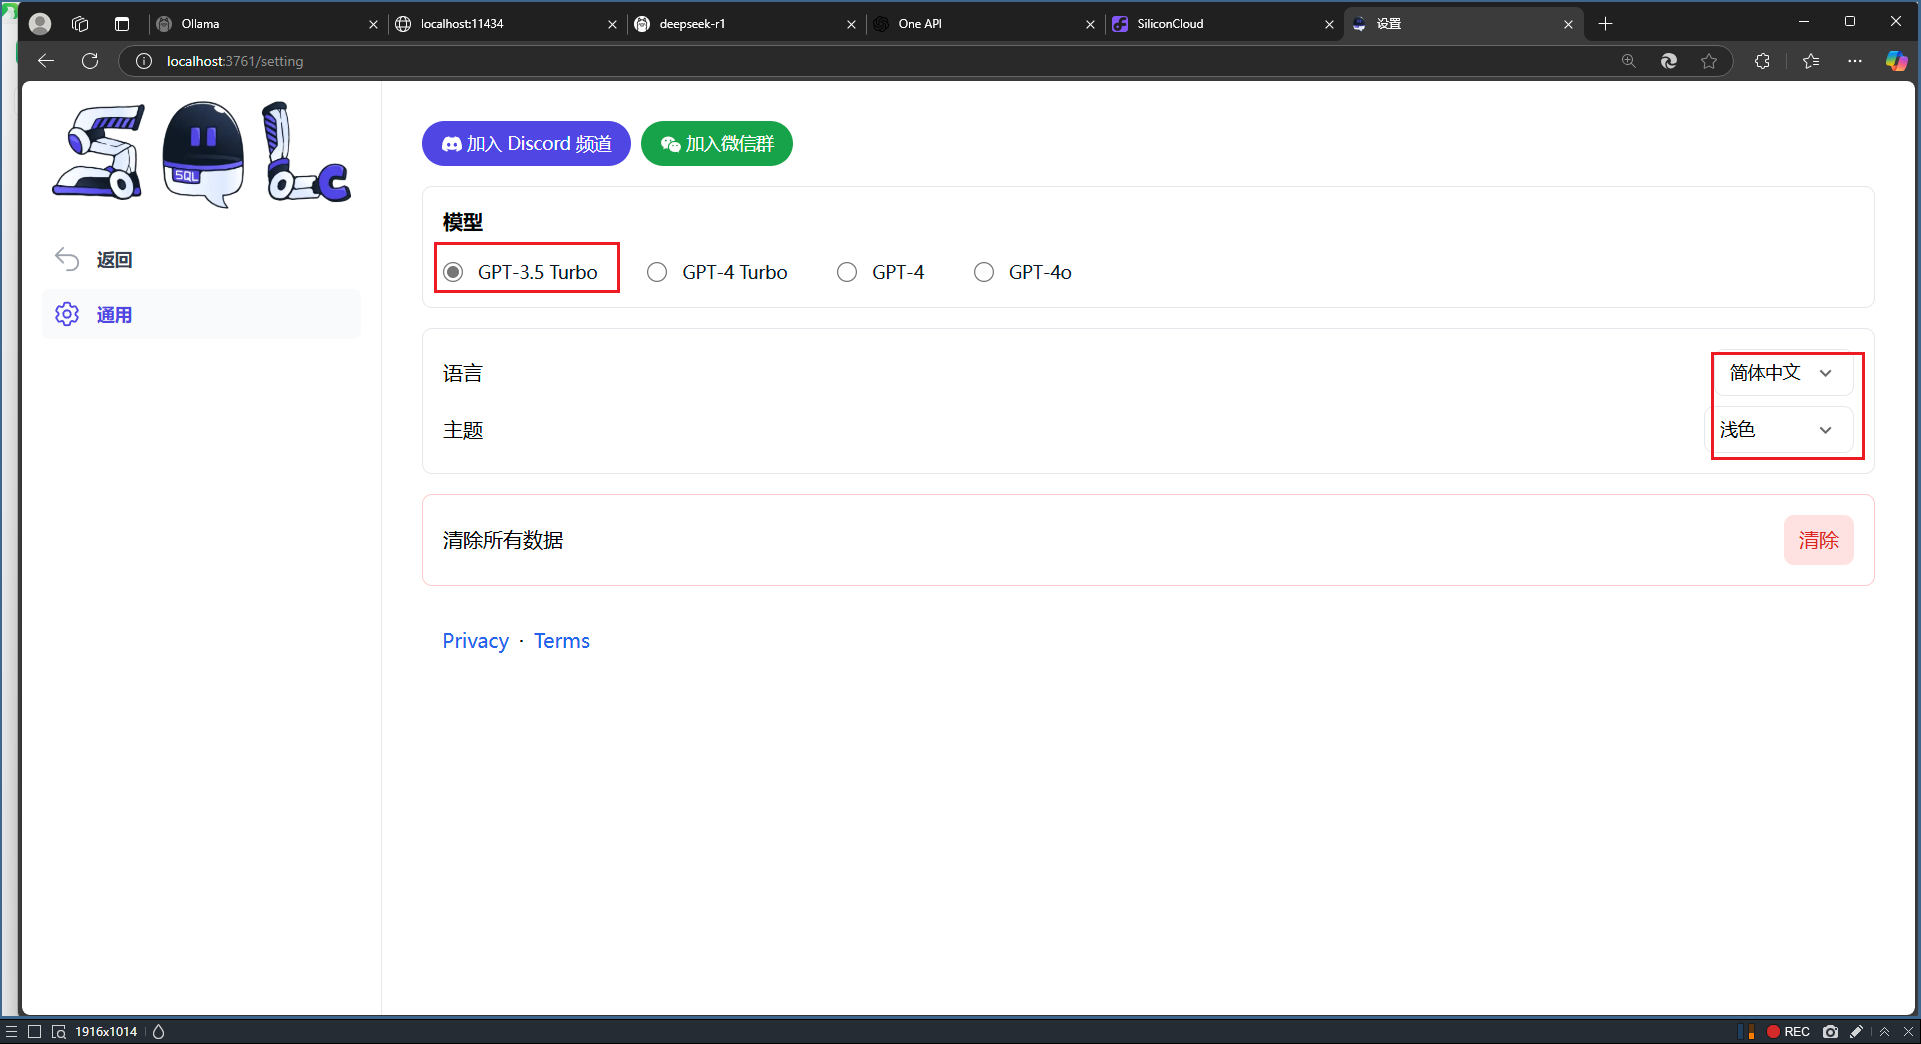 Ollama
localhost:11434
deepseek-r1
One API
SiliconCloud
设置
localhost:3761/setting
SQL
返回
通用
加入 Discord 频道
加入微信群
模型
GPT-3.5 Turbo
GPT-4 Turbo
GPT-4
GPT-4o
语言
简体中文
主题
浅色
清除所有数据
清除
Privacy · Terms
1916x1014
REC